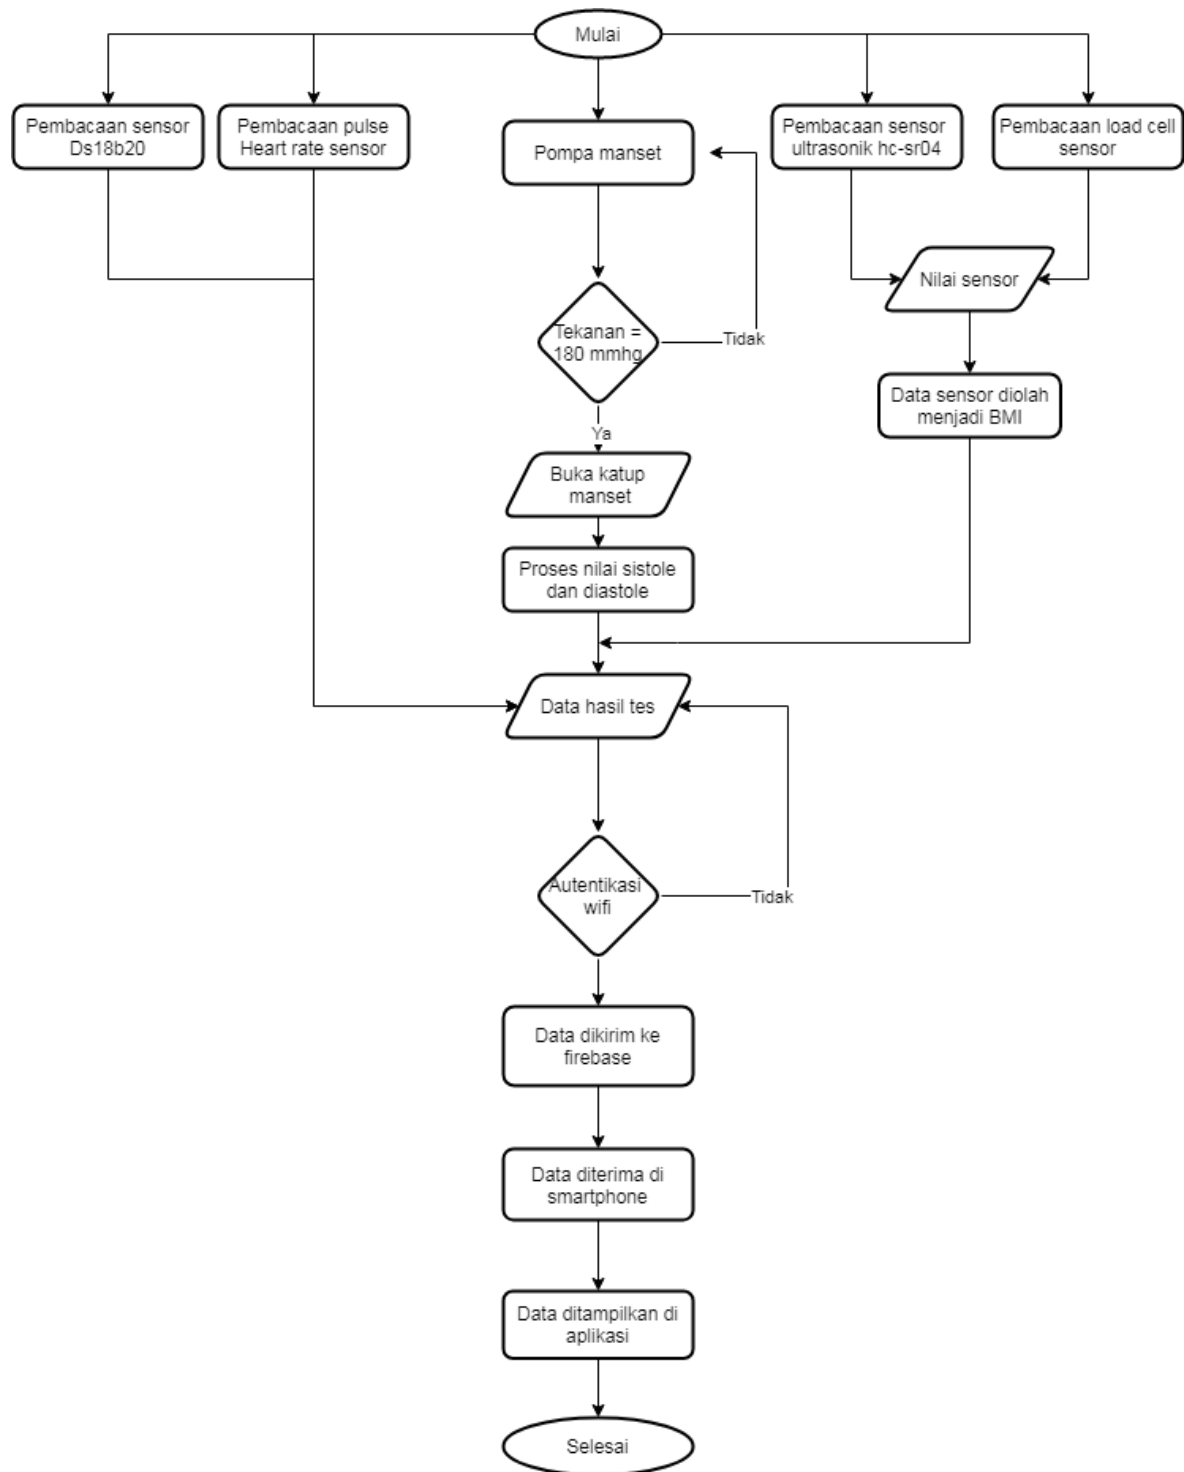 Mulai
Pembacaan sensor
Ds18b20
Pembacaan pulse
Heart rate sensor
Pompa manset
Pembacaan sensor
ultrasonik hc-sr04
Pembacaan load cell
sensor
Nilai sensor
Tekanan =
180 mmhg
Tidak
Data sensor diolah
menjadi BMI
Ya
Buka katup
manset
Proses nilai sistole
dan diastole
Data hasil tes
Autentikasi
wifi
Tidak
Data dikirim ke
firebase
Data diterima di
smartphone
Data ditampilkan di
aplikasi
Selesai